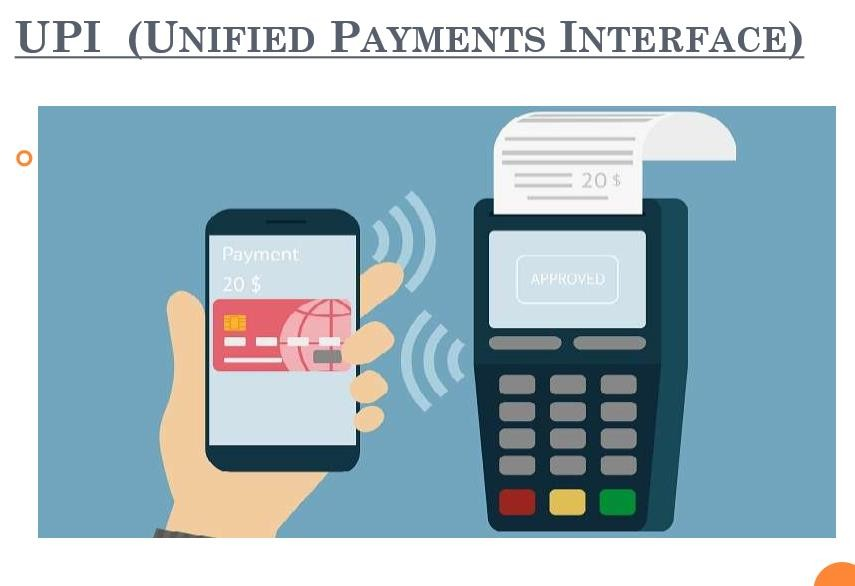 UPI (UNIFIED PAYMENTS INTERFACE)
20 $
Payment
20 $
APPROVED